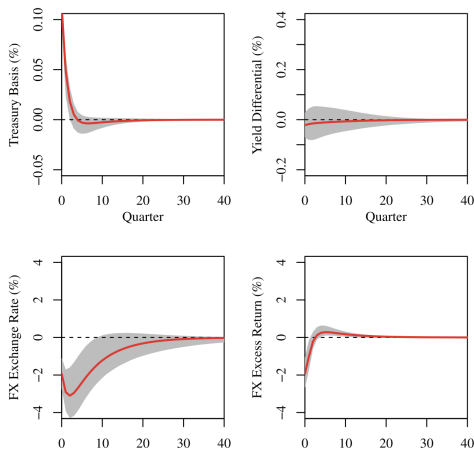 Treasury Basis (%)
0.10
0.05
0.00
−0.05
0 10 20 30 40
Quarter
Yield Differential (%)
0.4
0.2
0.0
−0.2
0 10 20 30 40
Quarter
FX Exchange Rate (%)
4
2
0
−2
−4
0 10 20 30 40
FX Excess Return (%)
4
2
0
−2
−4
0 10 20 30 40